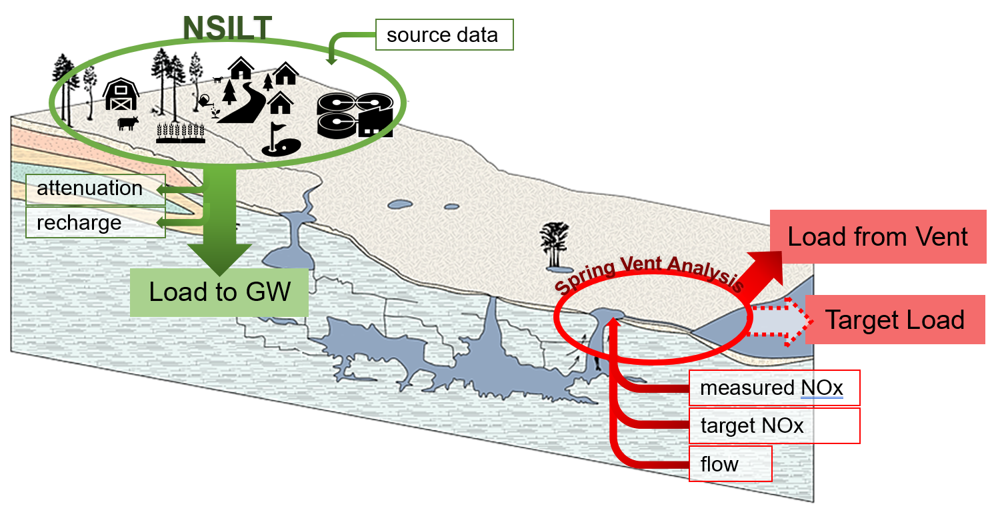 NSILT
source data
attenuation
recharge
Load to GW
Spring Vent Analysis
Load from Vent
Target Load
measured NOx
target NOx
flow